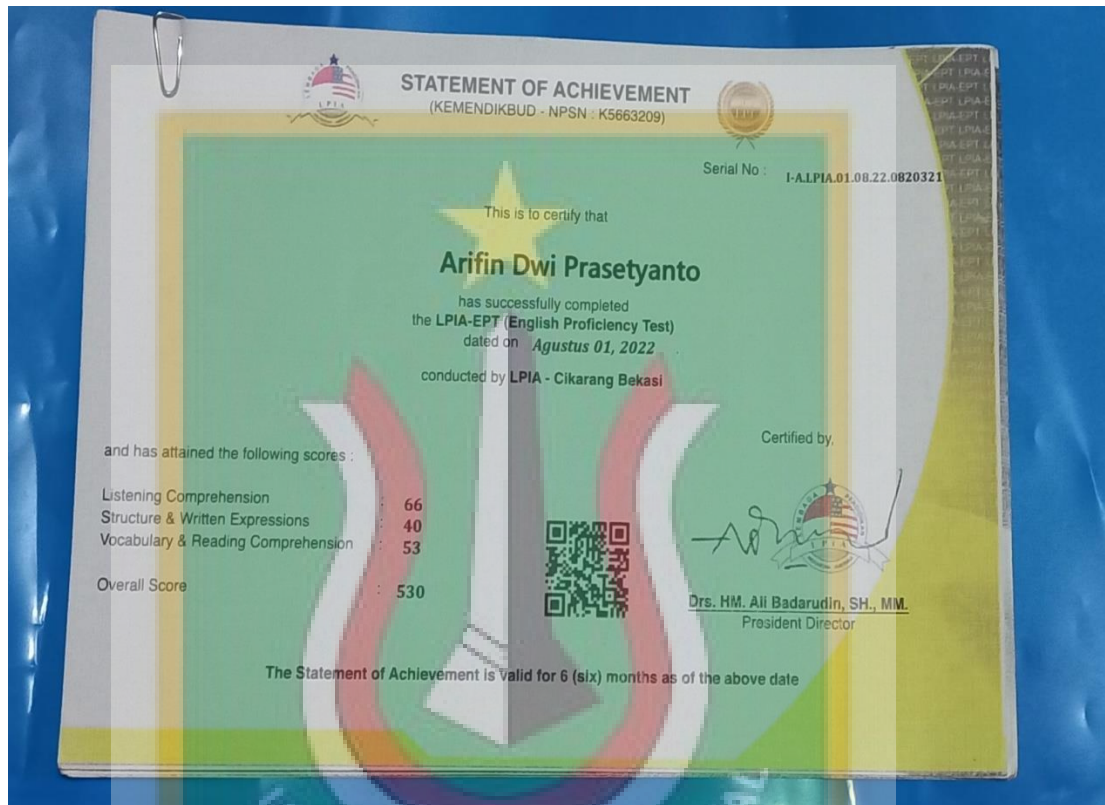 STATEMENT OF ACHIEVEMENT
(KEMENDIKBUD - NPSN : K5663209)
Serial No : I-A.LPIA.01.08.22.0820321
This is to certify that
Arifin Dwi Prasetyanto
has successfully completed
the LPIA-EPT (English Proficiency Test)
dated on Agustus 01, 2022
conducted by LPIA - Cikarang Bekasi
and has attained the following scores :
Listening Comprehension : 66
Structure & Written Expressions : 40
Vocabulary & Reading Comprehension : 53
Overall Score : 530
Certified by,
LPIA
Drs. HM. Ali Badarudin, SH., MM.
President Director
The Statement of Achievement is valid for 6 (six) months as of the above date